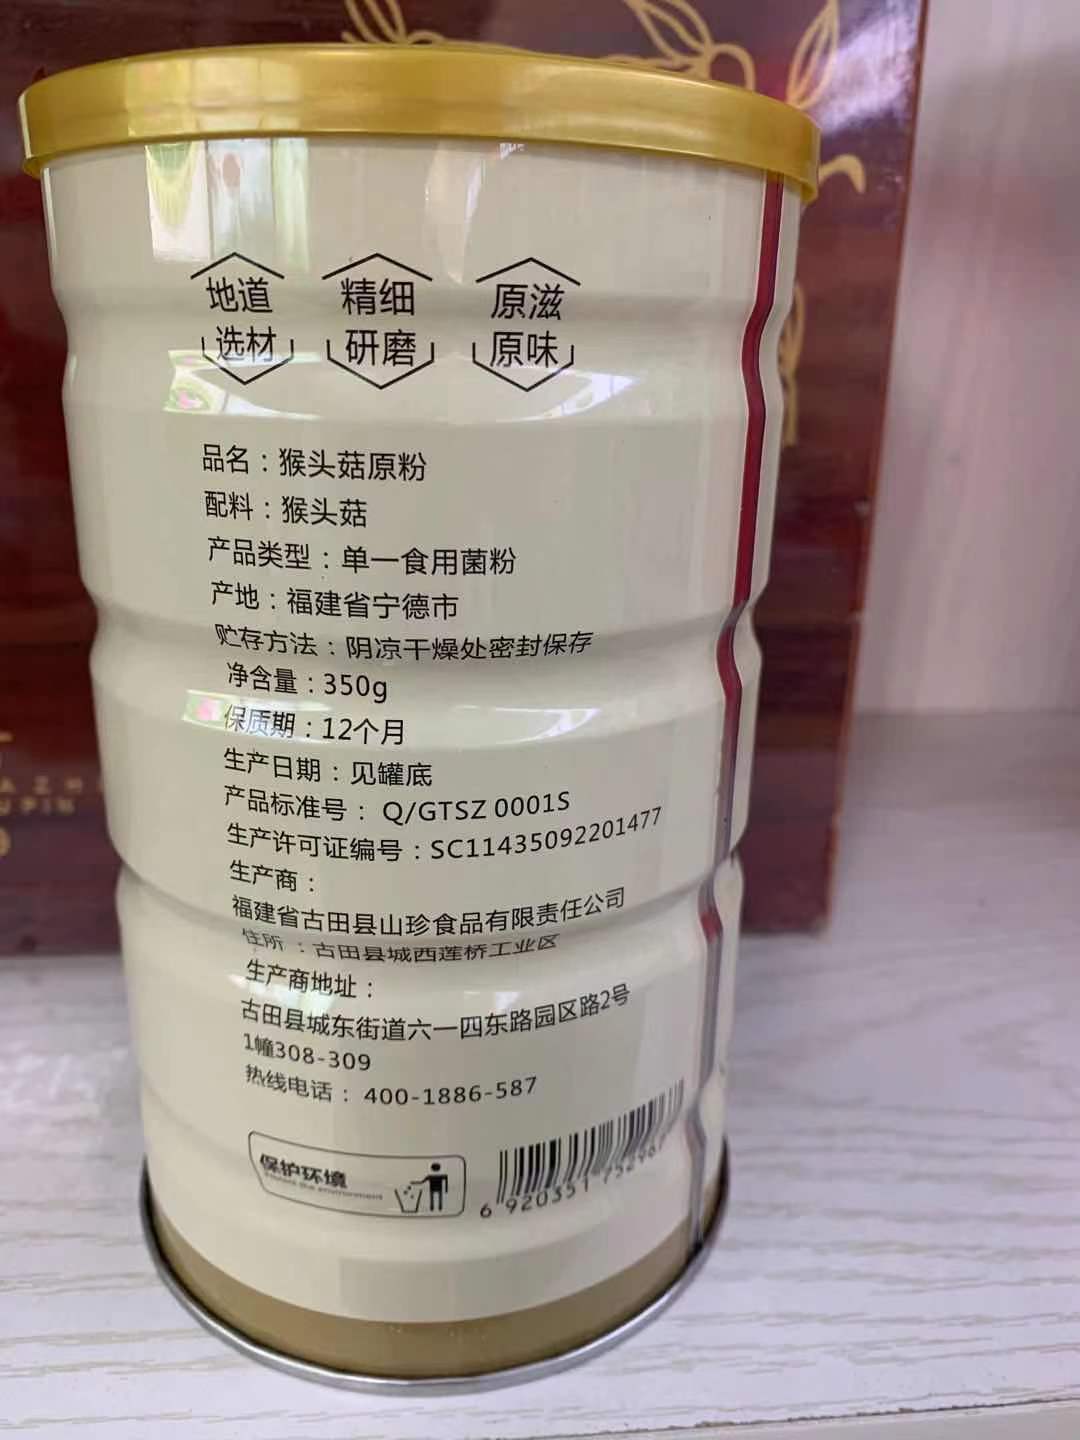 地道
选材
精细
研磨
原滋
原味
品名：猴头菇原粉
配料：猴头菇
产品类型：单一食用菌粉
产地：福建省宁德市
贮存方法：阴凉干燥处密封保存
净含量：350g
保质期：12个月
生产日期：见罐底
产品标准号： Q/GTSZ 0001S
生产许可证编号：SC11435092201477
生产商：
福建省古田县山珍食品有限责任公司
住所：古田县城西莲桥工业区
生产商地址：
古田县城东街道六一四东路园区路2号
1幢308-309
热线电话：400-1886-587
保护环境
Protect the environment
6 920351 75296